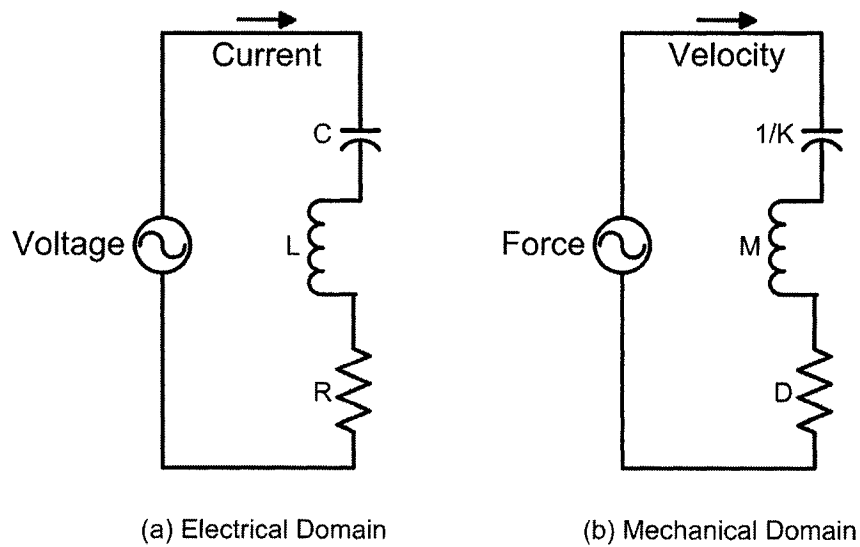 Current
C
Voltage
L
R
(a) Electrical Domain
Velocity
1/K
Force
M
D
(b) Mechanical Domain